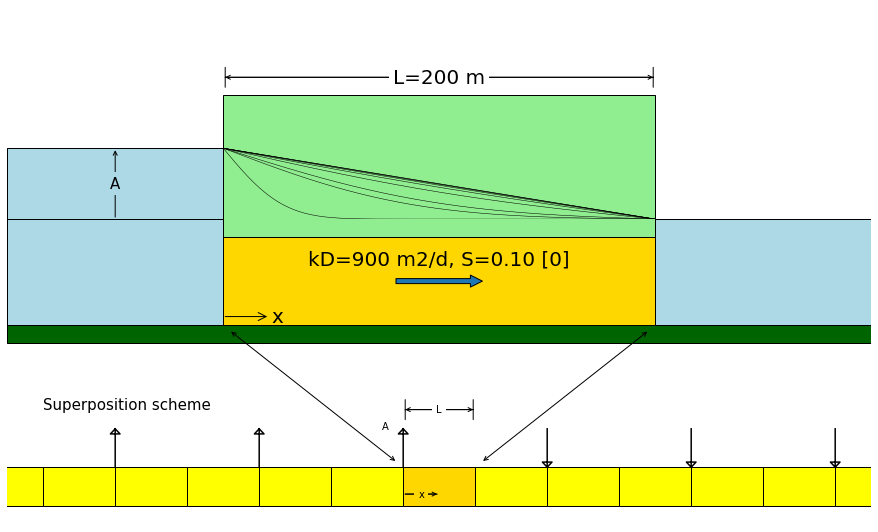 L=200 m
A
kD=900 m2/d, S=0.10 [0]
x
Superposition scheme
L
A
x